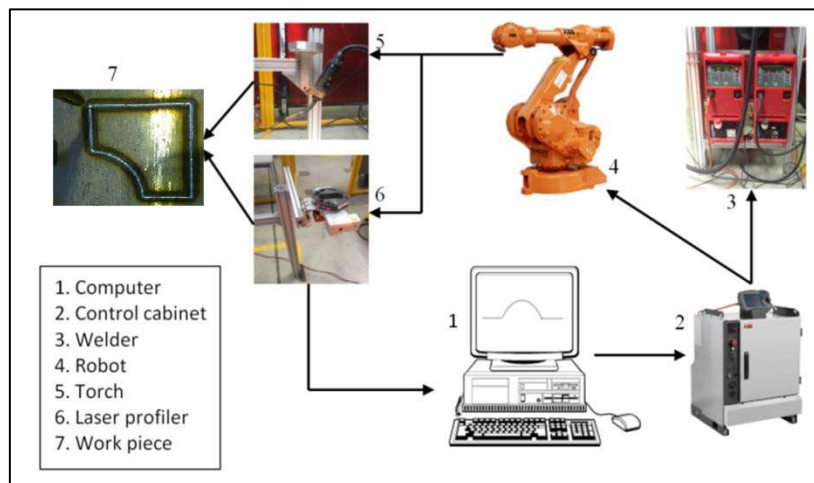 7
5
6
4
3
1
2
ABB
1. Computer
2. Control cabinet
3. Welder
4. Robot
5. Torch
6. Laser profiler
7. Work piece